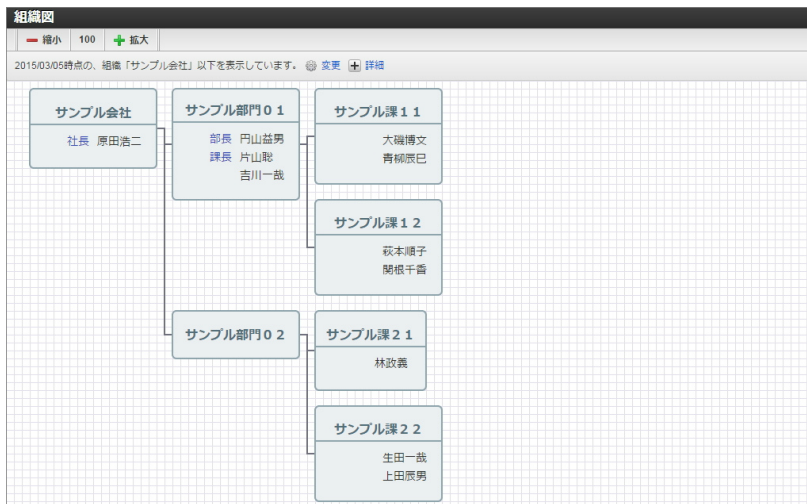 組織図
縮小 100 拡大
2015/03/05時点の、組織「サンプル会社」以下を表示しています。 変更 詳細
サンプル会社
社長 原田浩二
サンプル部門０１
部長 円山益男
課長 片山聡
吉川一哉
サンプル課１１
大磯博文
青柳辰巳
サンプル課１２
萩本順子
関根千香
サンプル部門０２
サンプル課２１
林政義
サンプル課２２
生田一哉
上田辰男